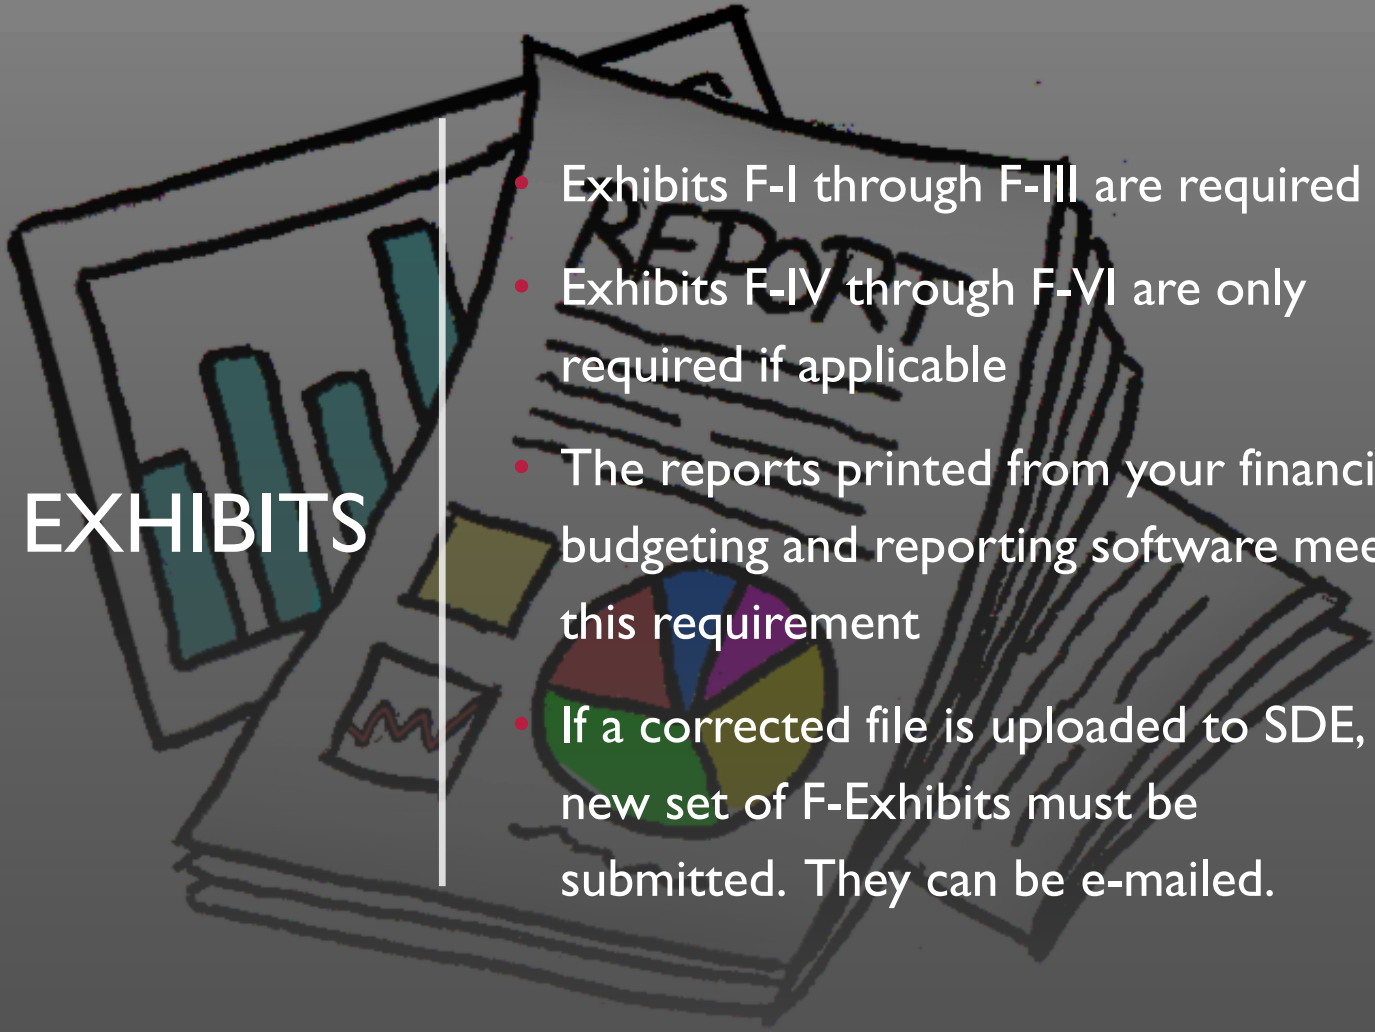 EXHIBITS
• Exhibits F-I through F-III are required
• Exhibits F-IV through F-VI are only
required if applicable
• The reports printed from your financi
budgeting and reporting software mee
this requirement
• If a corrected file is uploaded to SDE,
new set of F-Exhibits must be
submitted. They can be e-mailed.
REPORT